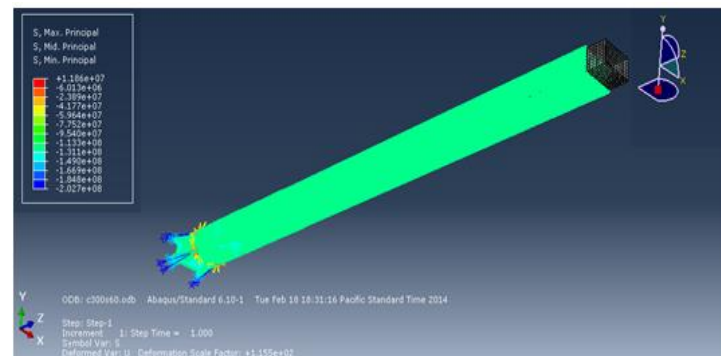 S, Max. Principal
S, Mid. Principal
S, Min. Principal
+1.186e+07
-6.013e+06
-2.389e+07
-4.177e+07
-5.964e+07
-7.752e+07
-9.540e+07
-1.133e+08
-1.311e+08
-1.490e+08
-1.669e+08
-1.848e+08
-2.027e+08
Y
Z
X
Y
Z
X
ODB: c300s60.odb Abaqus/Standard 6.10-1 Tue Feb 18 18:31:16 Pacific Standard Time 2014
Step: Step-1
Increment 1: Step Time = 1.000
Symbol Var: S
Deformed Var: U Deformation Scale Factor: +1.155e+02